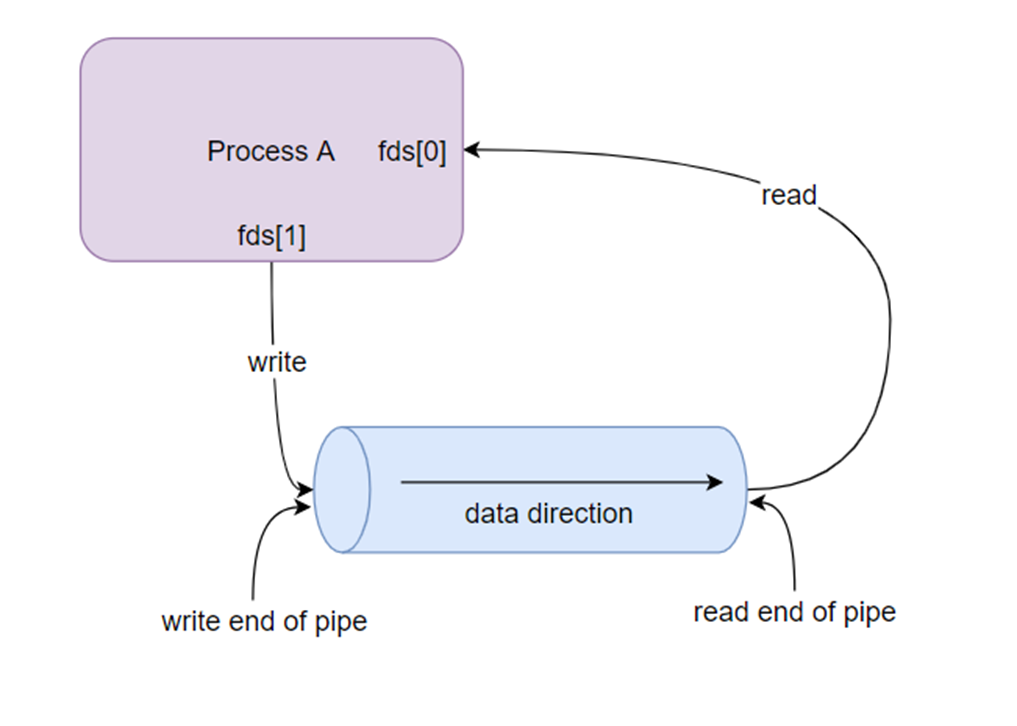 Process A
fds[0]
read
fds[1]
write
data direction
write end of pipe
read end of pipe